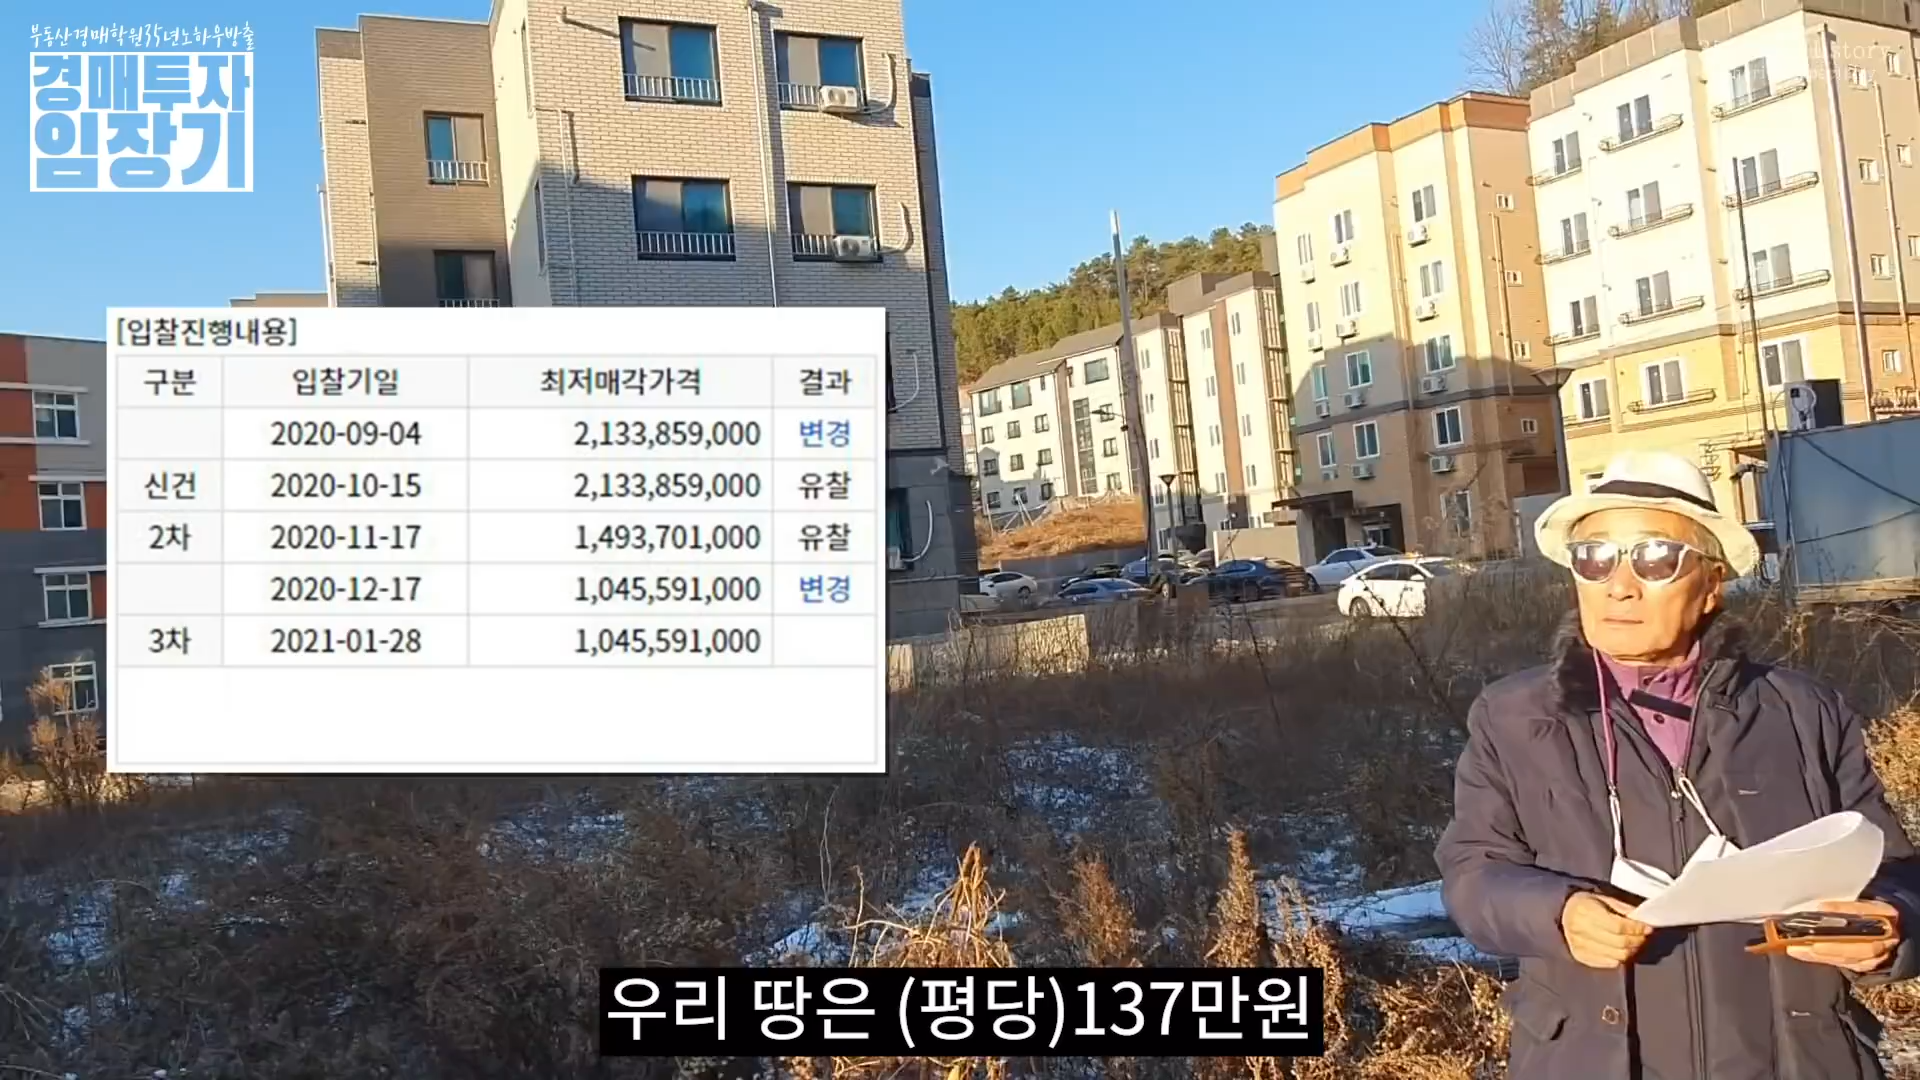 부동산경매학원35년노하우방출
경매투자
임장기
[입찰진행내용]
구분 입찰기일 최저매각가격 결과
2020-09-04 2,133,859,000 변경
신건 2020-10-15 2,133,859,000 유찰
2차 2020-11-17 1,493,701,000 유찰
2020-12-17 1,045,591,000 변경
3차 2021-01-28 1,045,591,000
우리 땅은 (평당)137만원